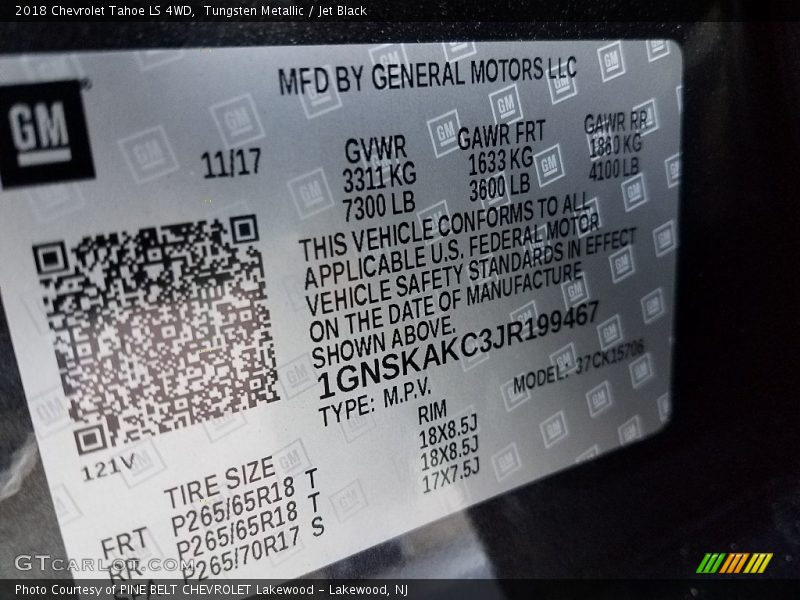 2018 Chevrolet Tahoe LS 4WD, Tungsten Metallic / Jet Black
GM
MFD BY GENERAL MOTORS LLC
11/17
GVWR
3311 KG
7300 LB
GAWR FRT
1633 KG
3600 LB
GAWR RR
1860 KG
4100 LB
THIS VEHICLE CONFORMS TO ALL
APPLICABLE U.S. FEDERAL MOTOR
VEHICLE SAFETY STANDARDS IN EFFECT
ON THE DATE OF MANUFACTURE
SHOWN ABOVE.
1GNSKAKC3JR199467
TYPE: M.P.V.
MODEL: 37CK15706
121V
TIRE SIZE
RIM
FRT P265/65R18 T 18X8.5J
RR P265/65R18 T 18X8.5J
P265/70R17 S 17X7.5J
GTcarlot.com
Photo Courtesy of PINE BELT CHEVROLET Lakewood - Lakewood, NJ